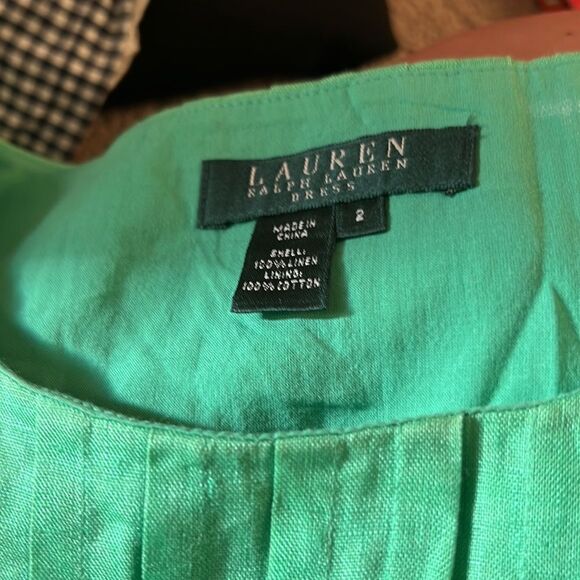 LAUREN
RALPH LAUREN
DRESS
2
MADE IN
CHINA
SHELL:
100% LINEN
LINING:
100% COTTON